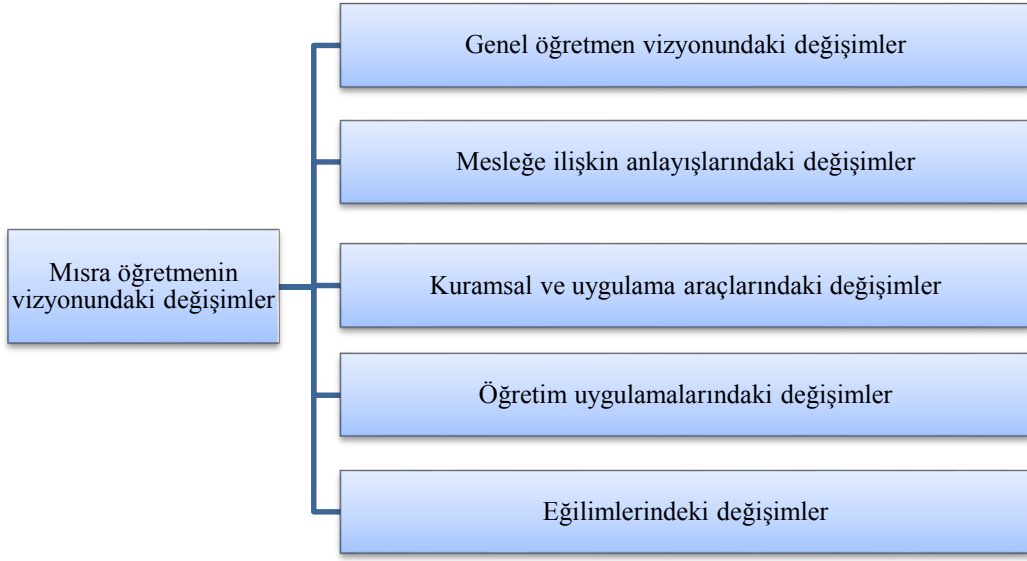 Genel öğretmen vizyonundaki değişimler
Mesleğe ilişkin anlayışlarındaki değişimler
Mısra öğretmenin
vizyonundaki değişimler
Kuramsal ve uygulama araçlarındaki değişimler
Öğretim uygulamalarındaki değişimler
Eğilimlerindeki değişimler